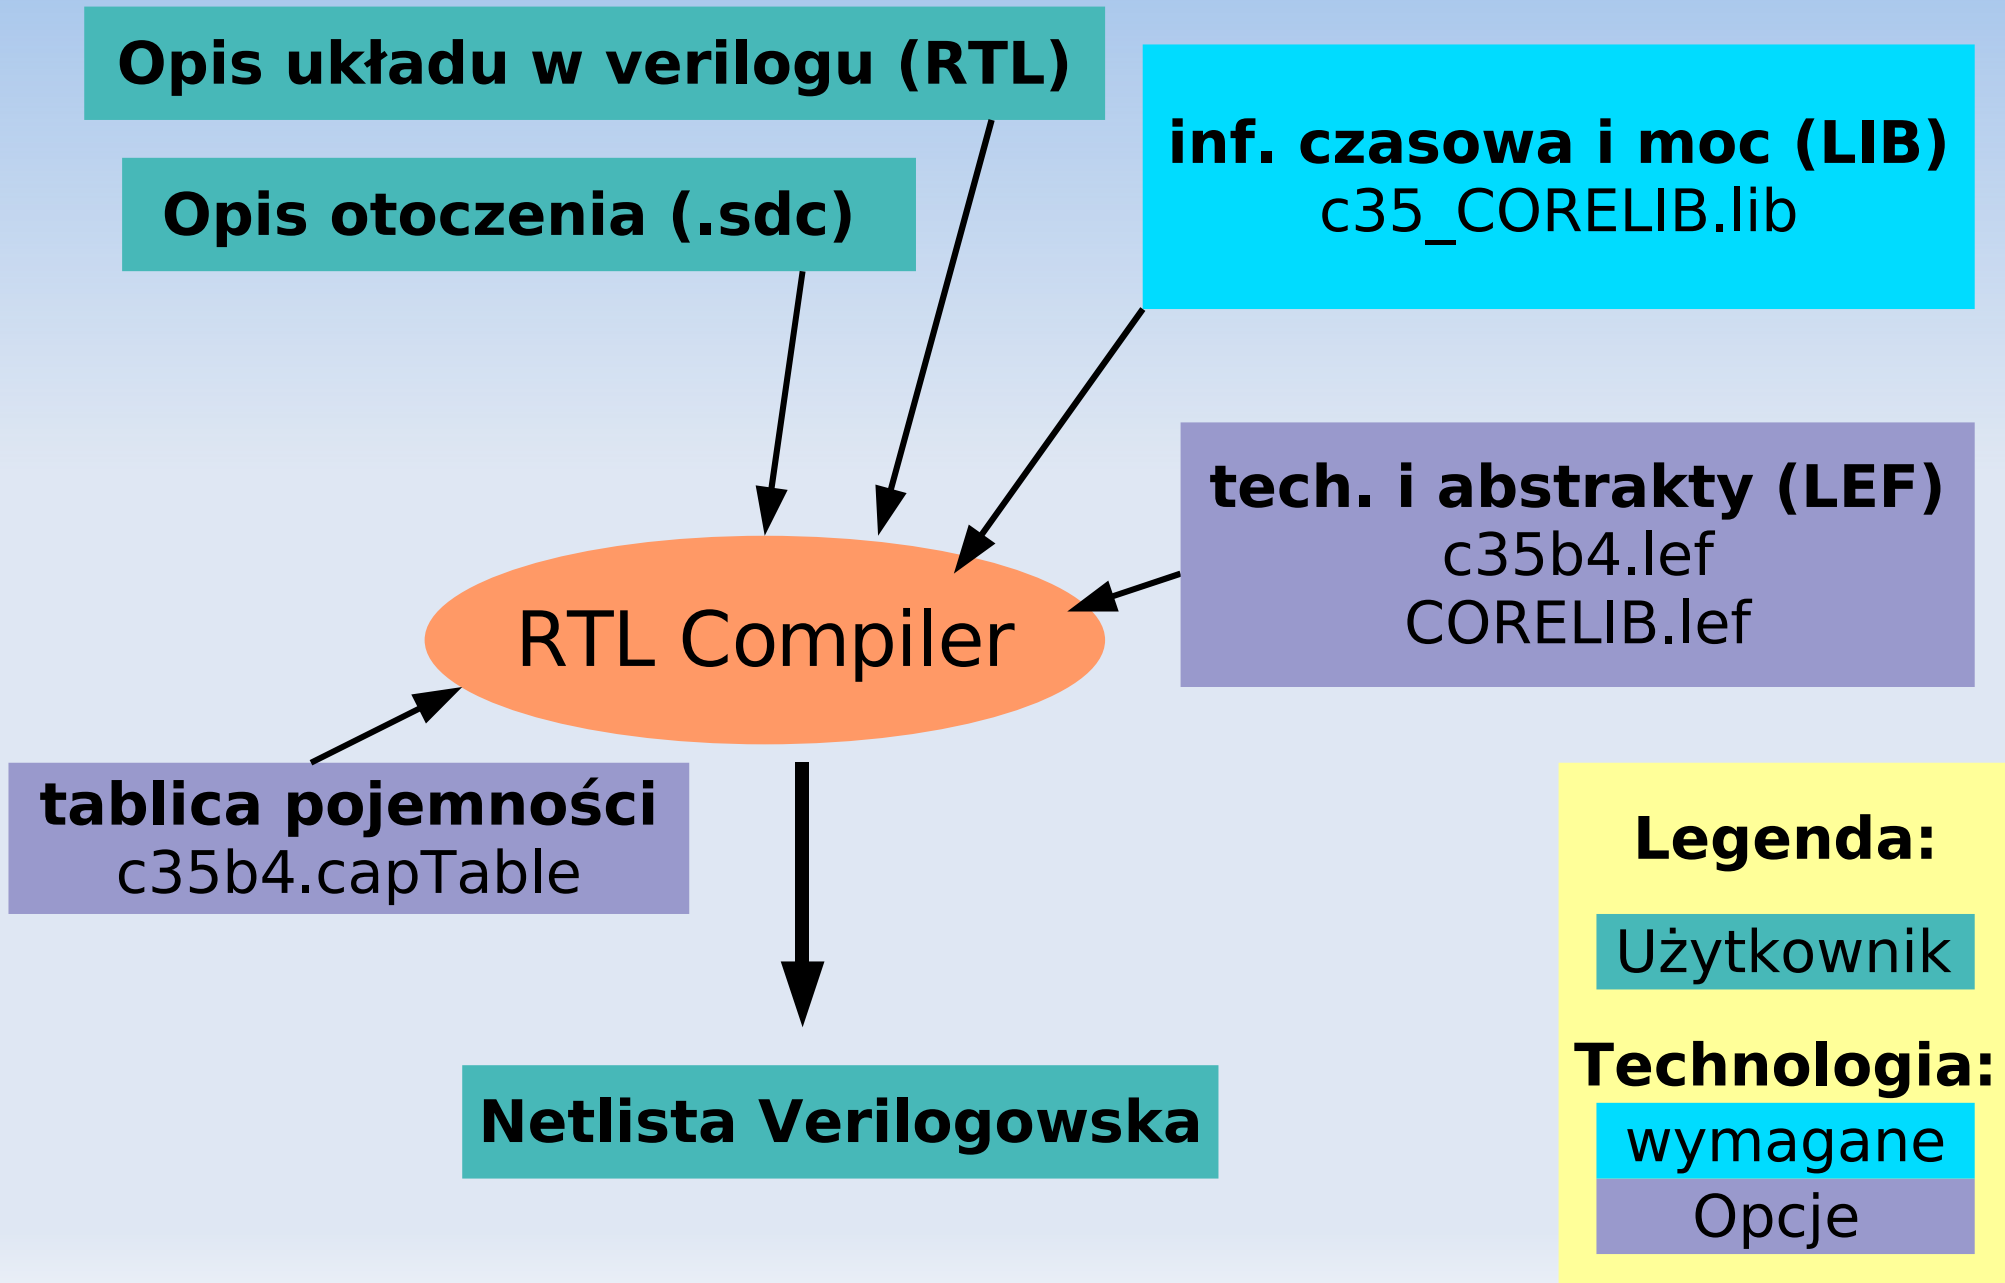 Opis układu w verilogu (RTL)
Opis otoczenia (.sdc)
inf. czasowa i moc (LIB)
c35_CORELIB.lib
tech. i abstrakty (LEF)
c35b4.lef
CORELIB.lef
RTL Compiler
tablica pojemności
c35b4.capTable
Netlista Verilogowska
Legenda:
Użytkownik
Technologia:
wymagane
Opcje